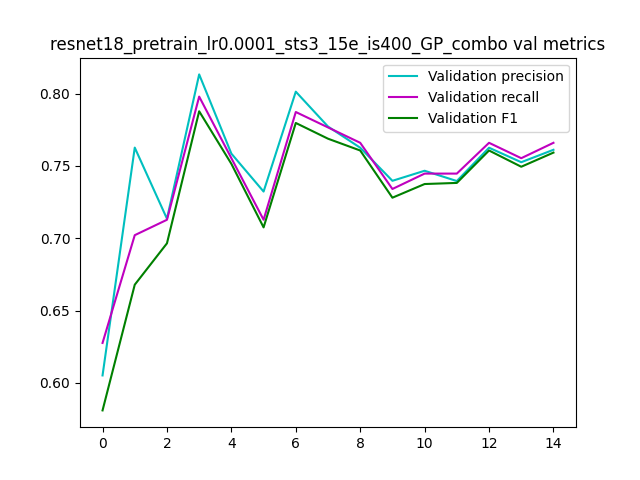 resnet18_pretrain_lr0.0001_sts3_15e_is400_GP_combo val metrics
Validation precision
Validation recall
Validation F1
0.80
0.75
0.70
0.65
0.60
0 2 4 6 8 10 12 14